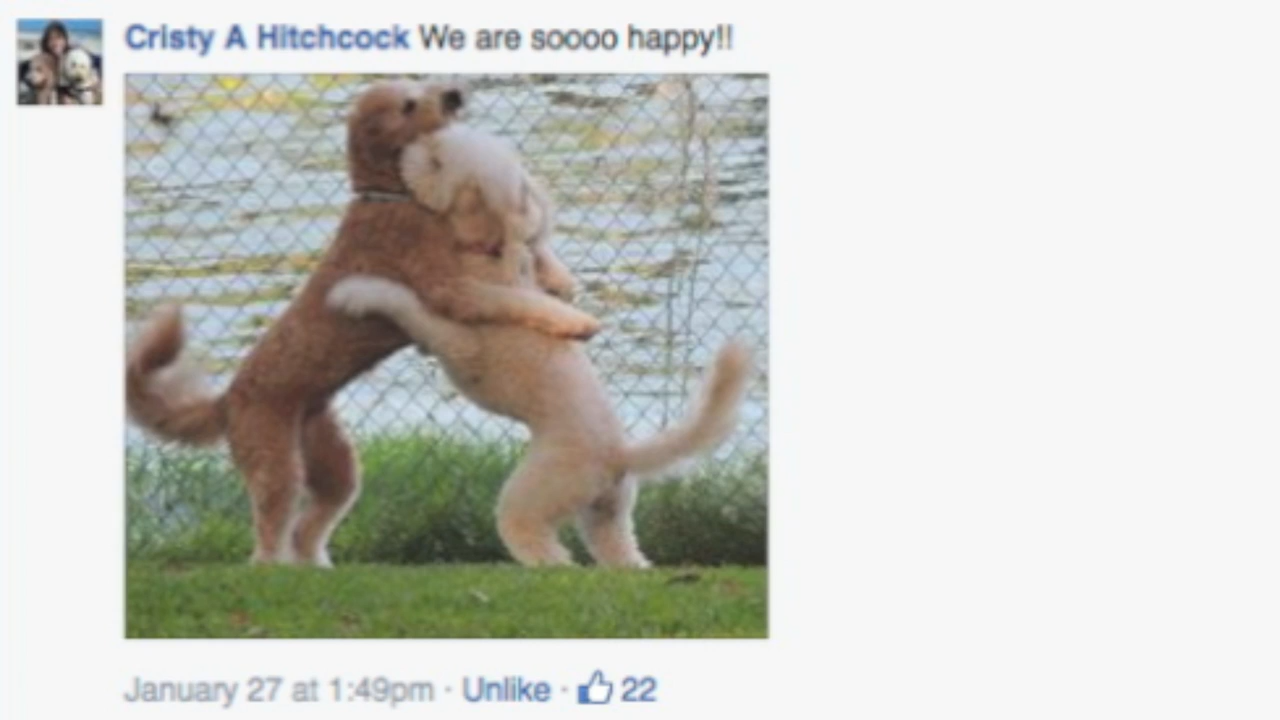 Cristy A Hitchcock We are soooo happy!!
January 27 at 1:49pm · Unlike · 22